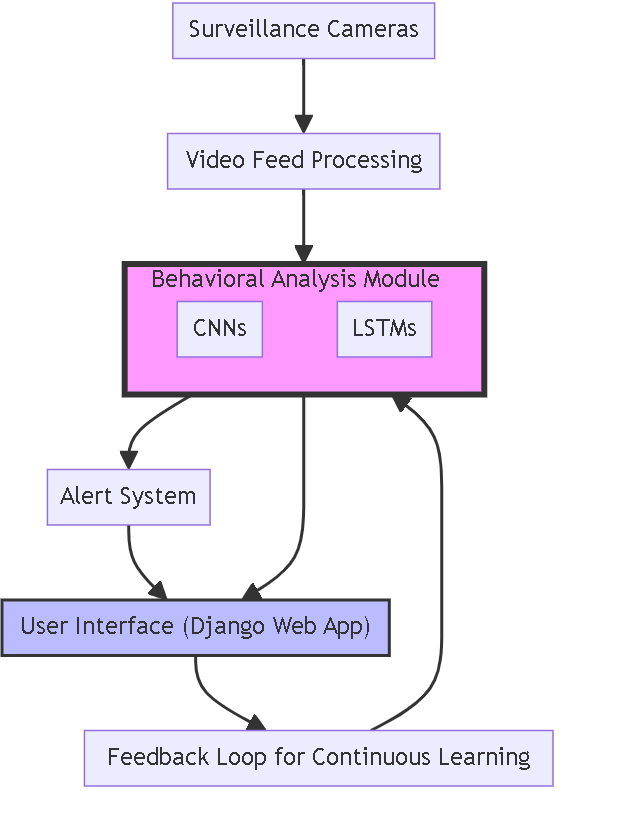 Surveillance Cameras
Video Feed Processing
Behavioral Analysis Module
CNNs
LSTMs
Alert System
User Interface (Django Web App)
Feedback Loop for Continuous Learning